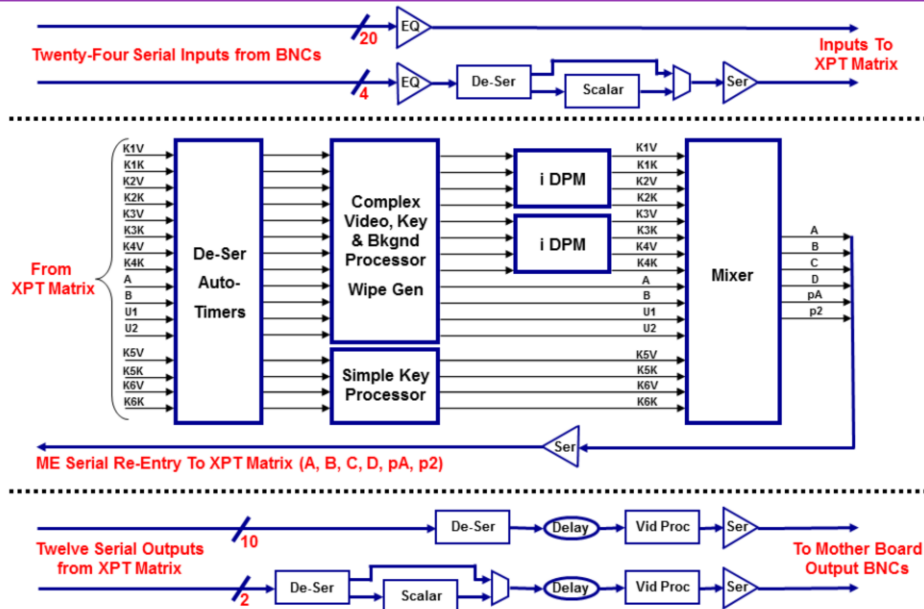 20
EQ
Twenty-Four Serial Inputs from BNCs
Inputs To
XPT Matrix
4
EQ
De-Ser
Scalar
Ser
From
XPT Matrix
K1V
K1K
K2V
K2K
K3V
K3K
K4V
K4K
A
B
U1
U2
K5V
K5K
K6V
K6K
De-Ser
Auto-
Timers
Complex
Video, Key
& Bkgnd
Processor
Wipe Gen
Simple Key
Processor
i DPM
i DPM
K1V
K1K
K2V
K2K
K3V
K3K
K4V
K4K
A
B
U1
U2
K5V
K5K
K6V
K6K
Mixer
A
B
C
D
pA
p2
Ser
ME Serial Re-Entry To XPT Matrix (A, B, C, D, pA, p2)
10
De-Ser
Delay
Vid Proc
Ser
Twelve Serial Outputs
from XPT Matrix
To Mother Board
Output BNCs
2
De-Ser
Scalar
Delay
Vid Proc
Ser